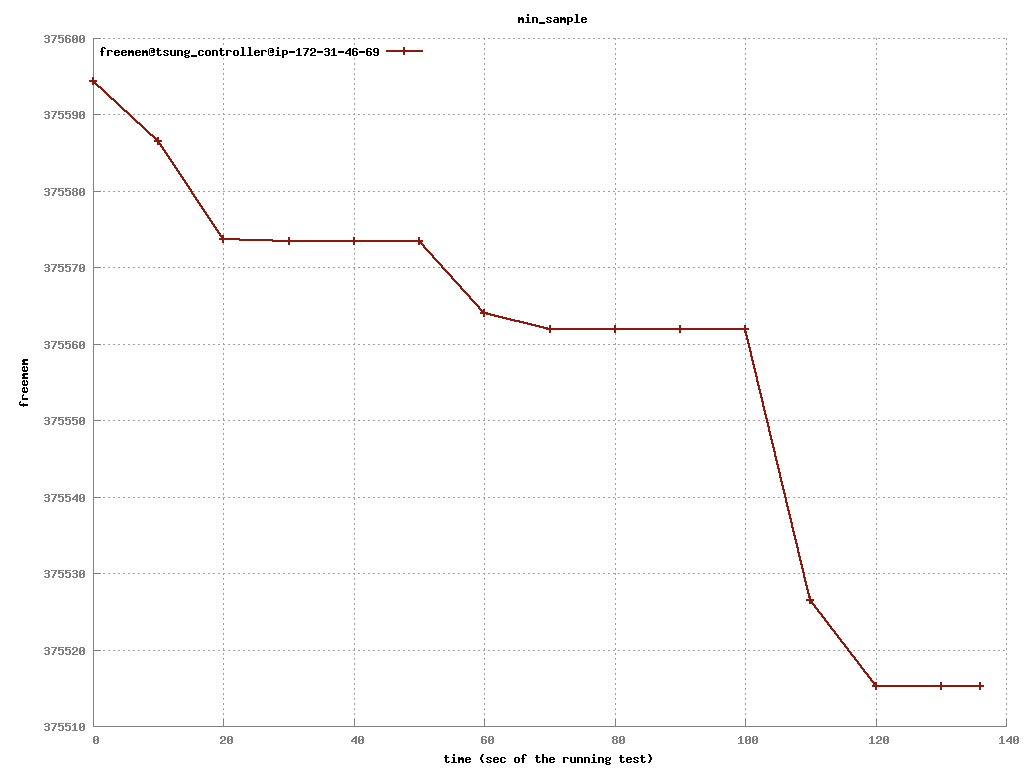 min_sample
freemem@tsung_controller@ip-172-31-46-69
375600
375590
375580
375570
375560
375550
375540
375530
375520
375510
freemem
0 20 40 60 80 100 120 140
time (sec of the running test)